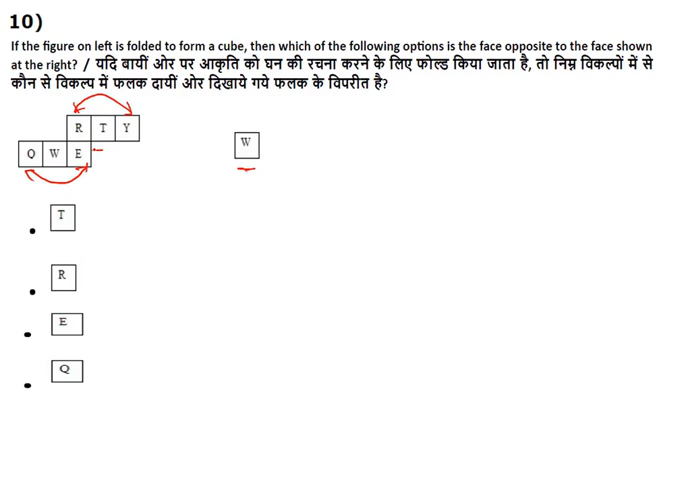 10)
If the figure on left is folded to form a cube, then which of the following options is the face opposite to the face shown
at the right? / यदि बायीं ओर पर आकृति को घन की रचना करने के लिए फोल्ड किया जाता है, तो निम्न विकल्पों में से
कौन से विकल्प में फलक दायीं ओर दिखाये गये फलक के विपरीत है?
R T Y
Q W E
W
T
R
E
Q